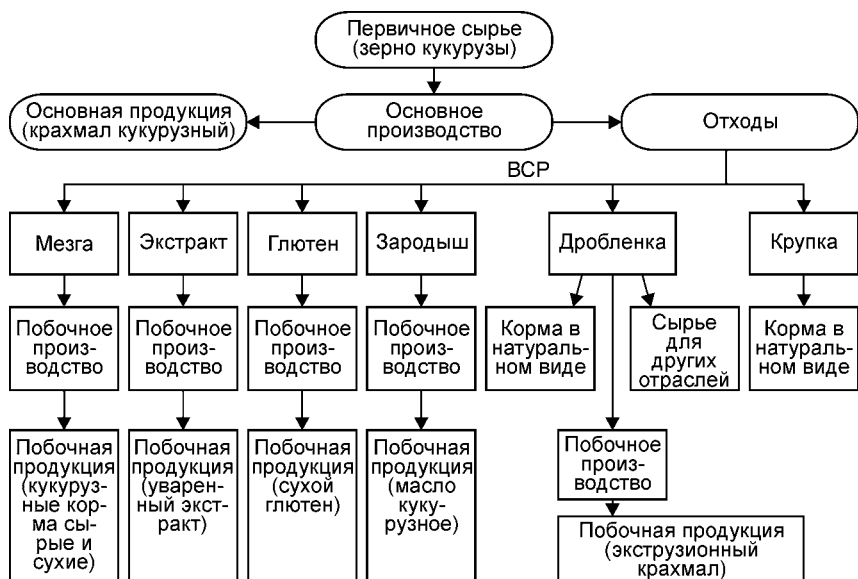 Первичное сырье
(зерно кукурузы)
Основная продукция
(крахмал кукурузный)
Основное
производство
Отходы
ВСР
Мезга
Экстракт
Глютен
Зародыш
Дробленка
Крупка
Побочное
произ-
водство
Побочное
произ-
водство
Побочное
произ-
водство
Побочное
произ-
водство
Корма в
натураль-
ном виде
Сырье
для
других
отраслей
Корма в
натураль-
ном виде
Побочная
продукция
(кукуруз-
ные кор-
ма сы-
рые и
сухие)
Побочная
продукция
(уварен-
ный экст-
ракт)
Побочная
продукция
(сухой
глютен)
Побочная
продукция
(масло
куку-
рузное)
Побочное
произ-
водство
Побочная продукция
(экструзионный
крахмал)